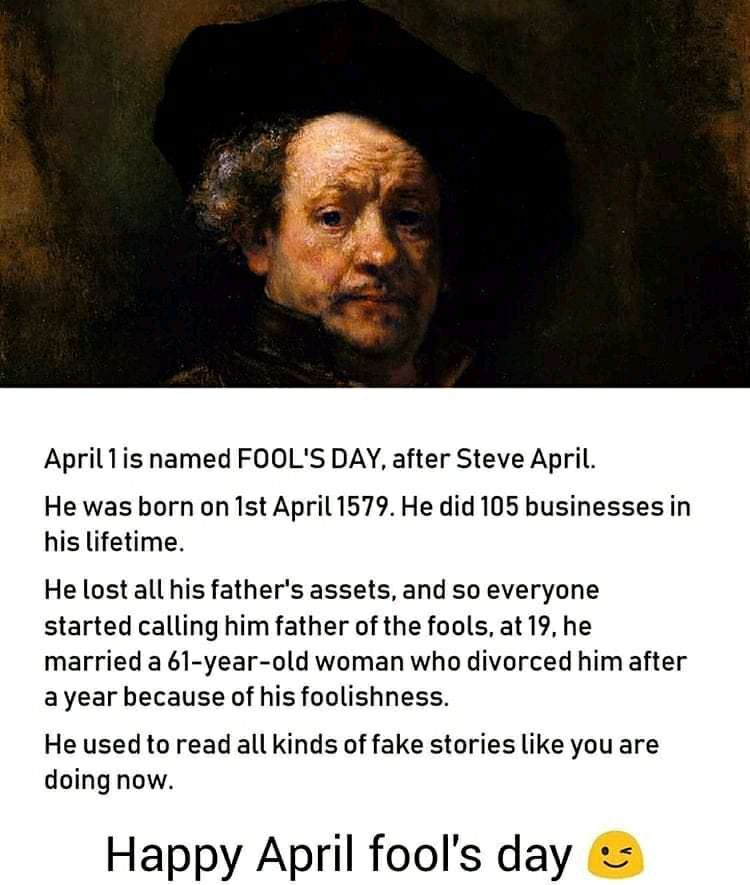 April 1 is named FOOL'S DAY, after Steve April.
He was born on 1st April 1579. He did 105 businesses in
his lifetime.
He lost all his father's assets, and so everyone
started calling him father of the fools, at 19, he
married a 61-year-old woman who divorced him after
a year because of his foolishness.
He used to read all kinds of fake stories like you are
doing now.
Happy April fool's day 😉